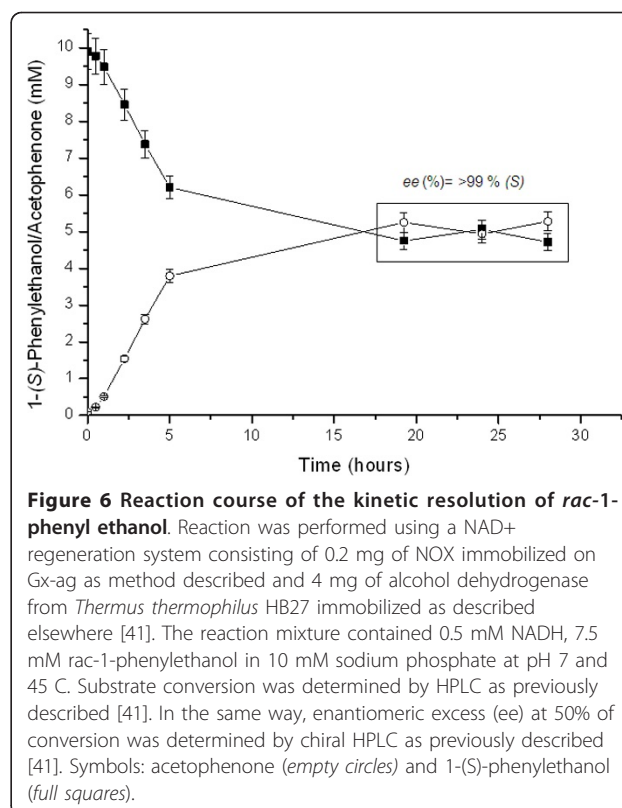 10
9
8
7
6
5
4
3
2
1
0
1-(S)-Phenylethanol/Acetophenone (mM)
ee (%)= >99 % (S)
0 5 10 15 20 25 30
Time (hours)
Figure 6 Reaction course of the kinetic resolution of rac-1-
phenyl ethanol. Reaction was performed using a NAD+
regeneration system consisting of 0.2 mg of NOX immobilized on
Gx-ag as method described and 4 mg of alcohol dehydrogenase
from Thermus thermophilus HB27 immobilized as described
elsewhere [41]. The reaction mixture contained 0.5 mM NADH, 7.5
mM rac-1-phenylethanol in 10 mM sodium phosphate at pH 7 and
45 C. Substrate conversion was determined by HPLC as previously
described [41]. In the same way, enantiomeric excess (ee) at 50% of
conversion was determined by chiral HPLC as previously described
[41]. Symbols: acetophenone (empty circles) and 1-(S)-phenylethanol
(full squares).